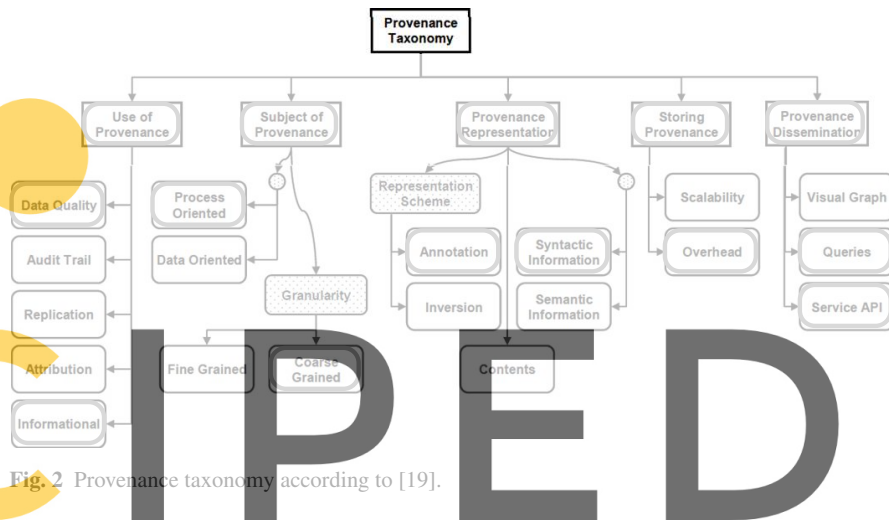 Provenance
Taxonomy
Use of
Provenance
Subject of
Provenance
Provenance
Representation
Storing
Provenance
Provenance
Dissemination
Data Quality
Audit Trail
Replication
Attribution
Informational
Process
Oriented
Data Oriented
Granularity
Fine Grained
Coarse
Grained
Representation
Scheme
Annotation
Inversion
Syntactic
Information
Semantic
Information
Contents
Scalability
Overhead
Visual Graph
Queries
Service API
Fig. 2 Provenance taxonomy according to [19].
CIPED